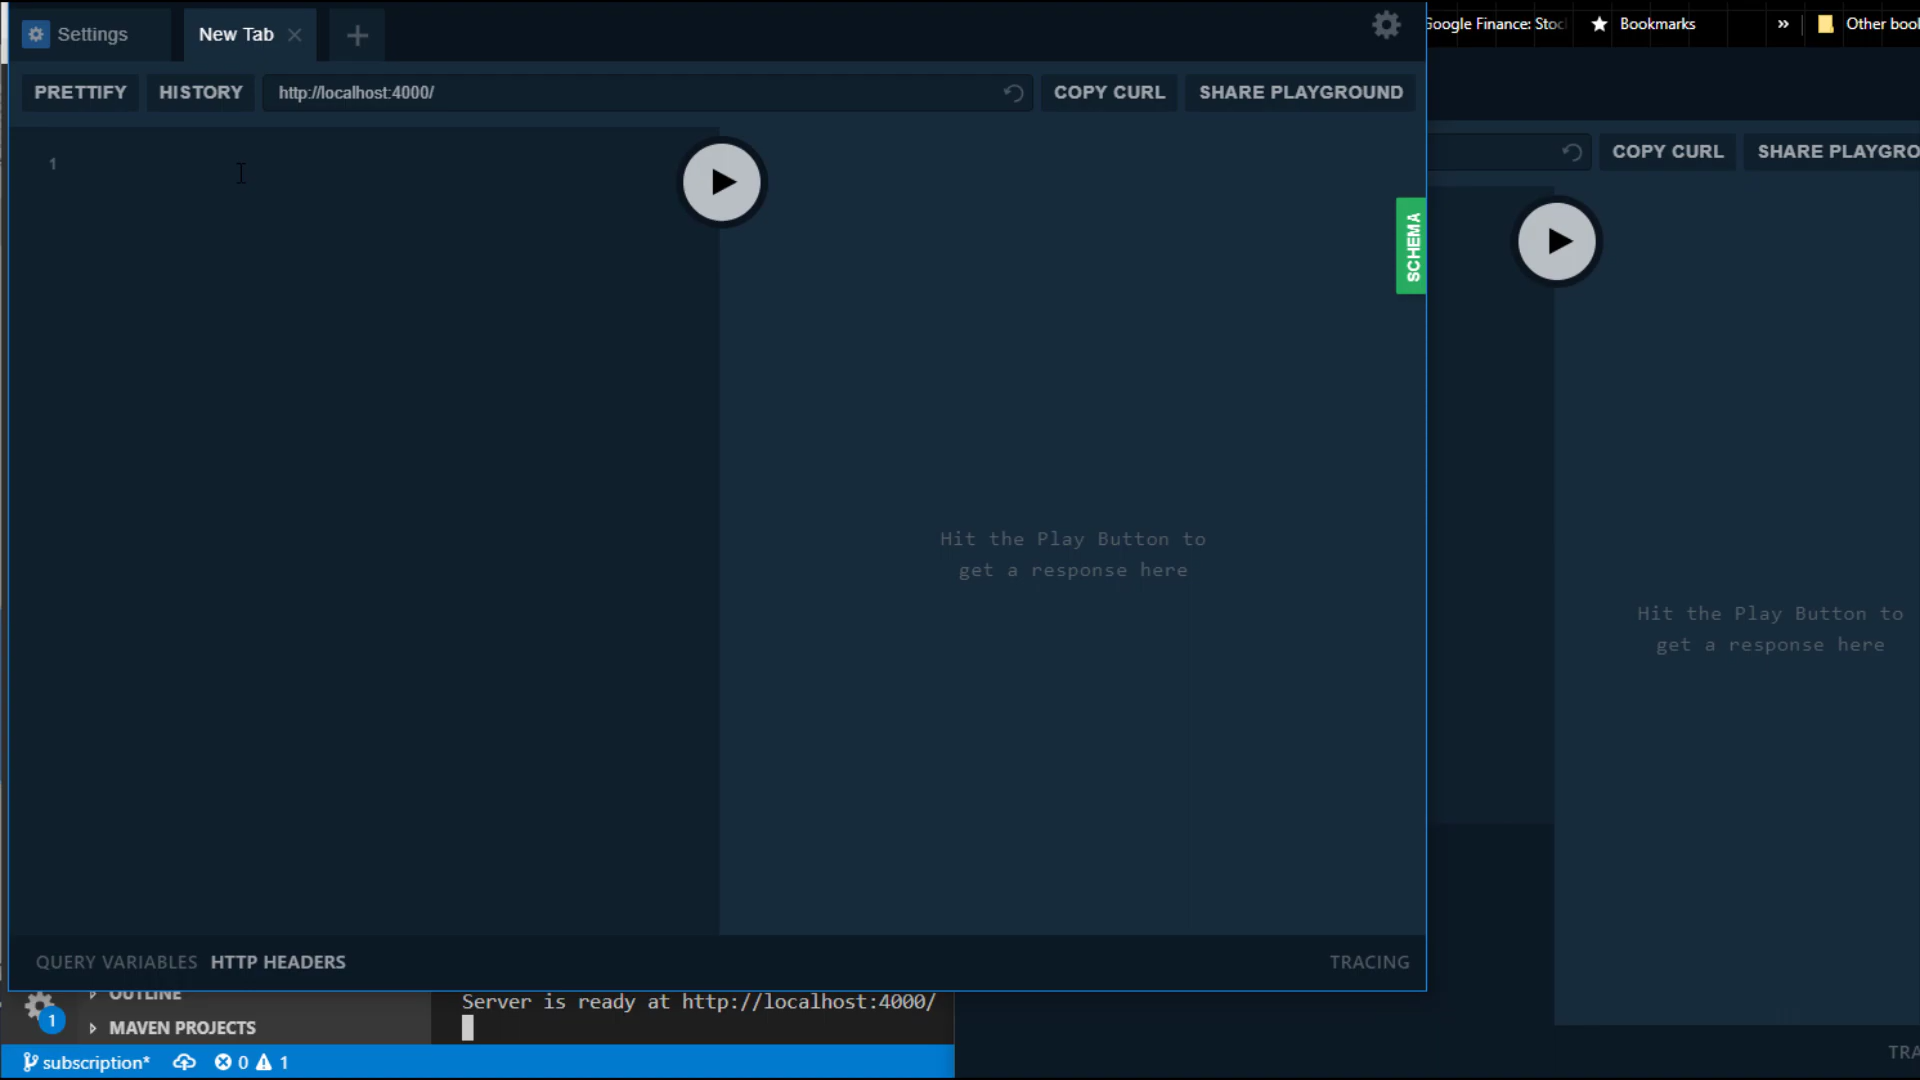 Settings
New Tab
Google Finance: Stoc
Bookmarks
Other bool
PRETTIFY
HISTORY
http://localhost:4000/
COPY CURL
SHARE PLAYGROUND
COPY CURL
SHARE PLAYGRO
1
SCHEMA
Hit the Play Button to
get a response here
Hit the Play Button to
get a response here
QUERY VARIABLES
HTTP HEADERS
TRACING
OUTLINE
MAVEN PROJECTS
1
Server is ready at http://localhost:4000/
TRA
subscription*
0
1